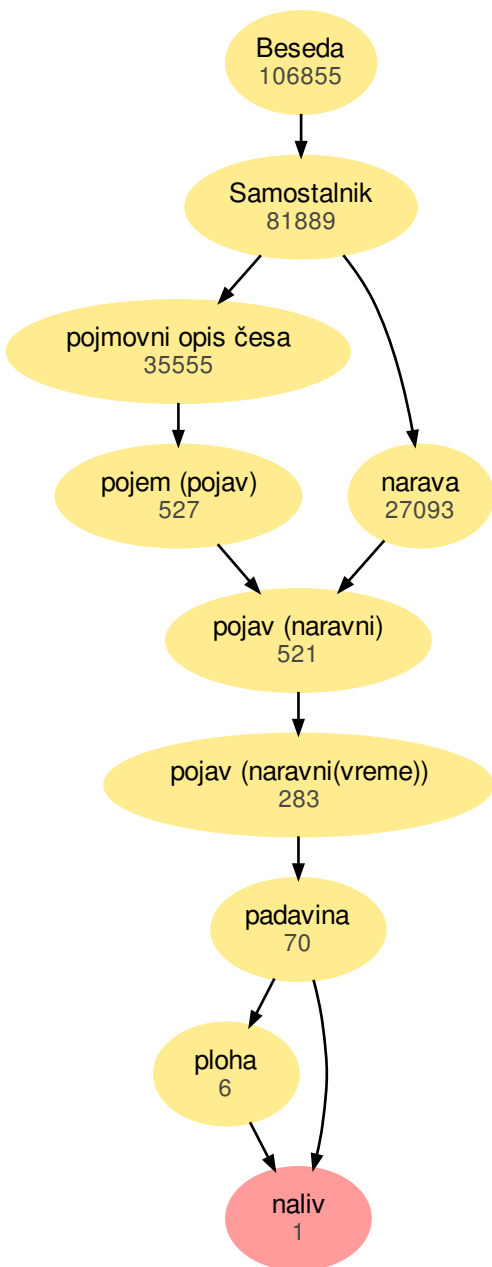 Beseda
106855
Samostalnik
81889
pojmovni opis česa
35555
pojem (pojav)
527
narava
27093
pojav (naravni)
521
pojav (naravni(vreme))
283
padavina
70
ploha
6
naliv
1